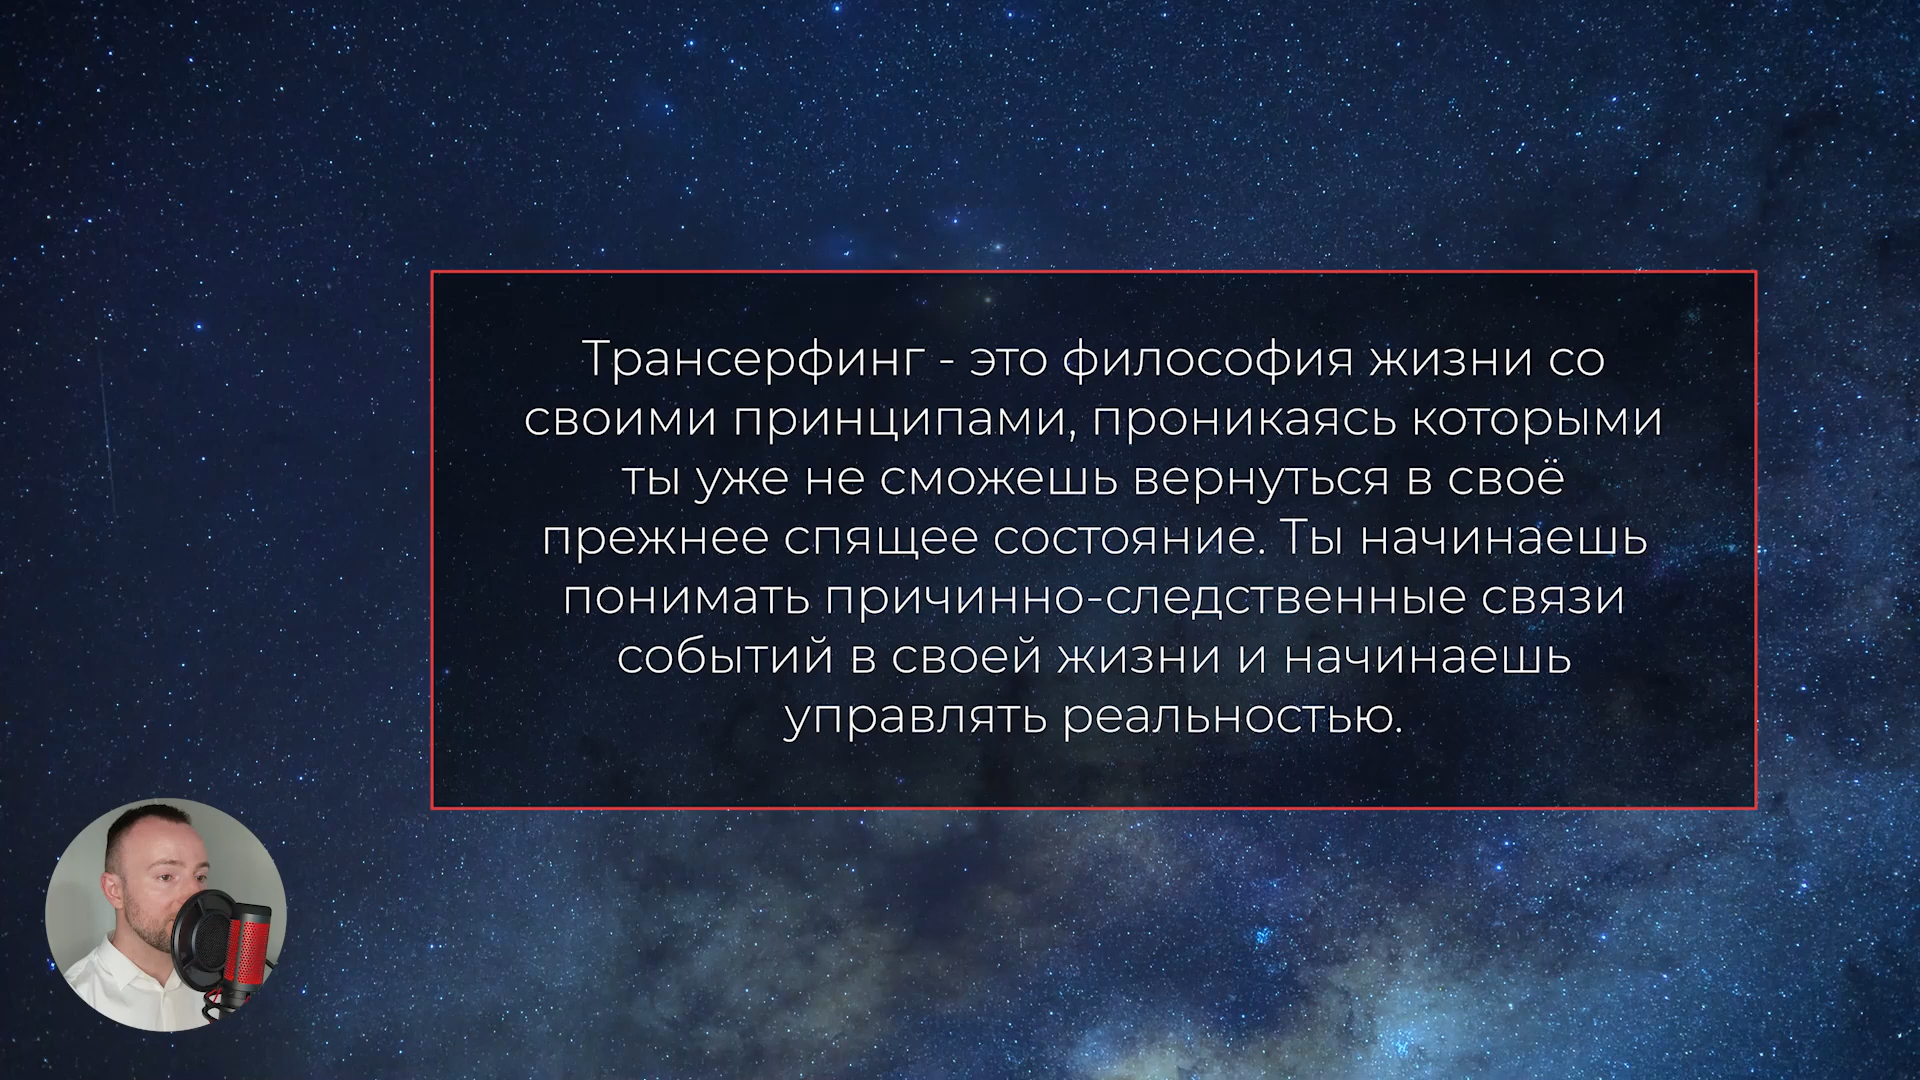 Трансерфинг - это философия жизни со
своими принципами, проникаясь которыми
ты уже не сможешь вернуться в своё
прежнее спящее состояние. Ты начинаешь
понимать причинно-следственные связи
событий в своей жизни и начинаешь
управлять реальностью.